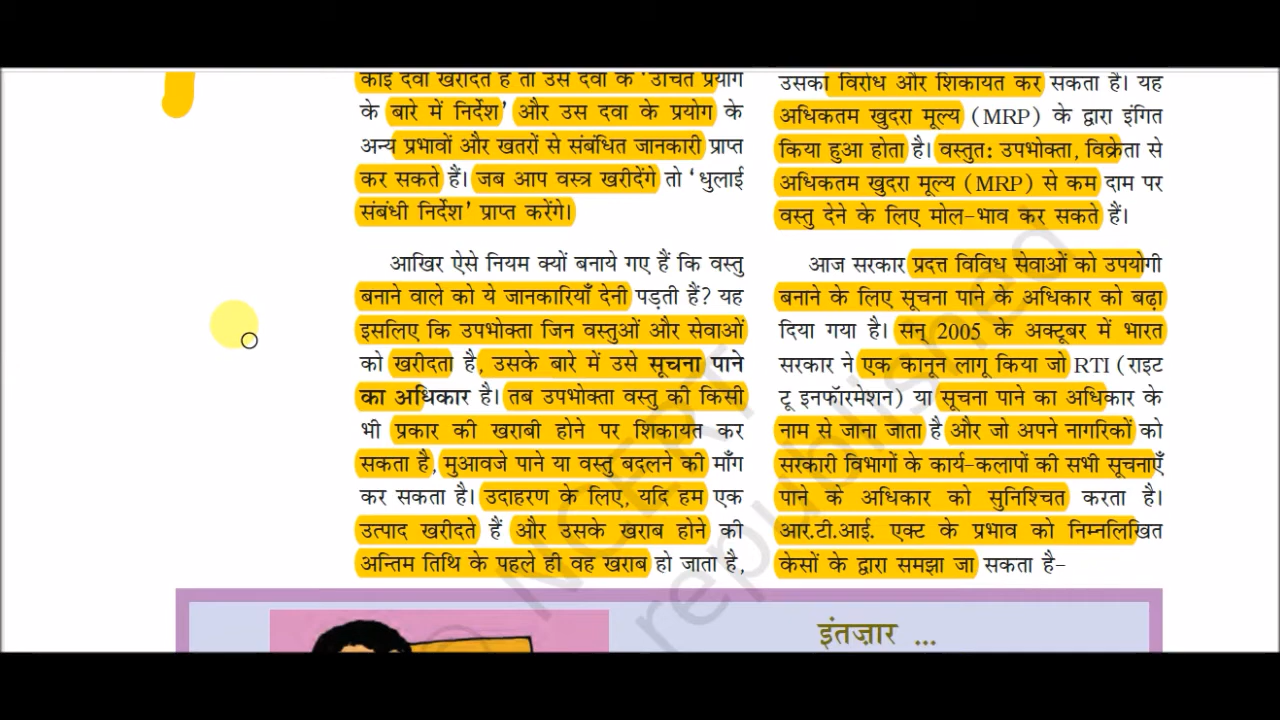 कोई दवा खरीदते हैं तो उस दवा के 'उचित प्रयोग
के बारे में निर्देश' और उस दवा के प्रयोग के
अन्य प्रभावों और खतरों से संबंधित जानकारी प्राप्त
कर सकते हैं। जब आप वस्त्र खरीदेंगे तो 'धुलाई
संबंधी निर्देश' प्राप्त करेंगे।
आखिर ऐसे नियम क्यों बनाये गए हैं कि वस्तु
बनाने वाले को ये जानकारियाँ देनी पड़ती हैं? यह
इसलिए कि उपभोक्ता जिन वस्तुओं और सेवाओं
को खरीदता है, उसके बारे में उसे सूचना पाने
का अधिकार है। तब उपभोक्ता वस्तु की किसी
भी प्रकार की खराबी होने पर शिकायत कर
सकता है, मुआवजे पाने या वस्तु बदलने की माँग
कर सकता है। उदाहरण के लिए, यदि हम एक
उत्पाद खरीदते हैं और उसके खराब होने की
अन्तिम तिथि के पहले ही वह खराब हो जाता है,
उसका विरोध और शिकायत कर सकता है। यह
अधिकतम खुदरा मूल्य (MRP) के द्वारा इंगित
किया हुआ होता है। वस्तुत: उपभोक्ता, विक्रेता से
अधिकतम खुदरा मूल्य (MRP) से कम दाम पर
वस्तु देने के लिए मोल-भाव कर सकते हैं।
आज सरकार प्रदत्त विविध सेवाओं को उपयोगी
बनाने के लिए सूचना पाने के अधिकार को बढ़ा
दिया गया है। सन् 2005 के अक्टूबर में भारत
सरकार ने एक कानून लागू किया जो RTI (राइट
टू इनफॉरमेशन) या सूचना पाने का अधिकार के
नाम से जाना जाता है और जो अपने नागरिकों को
सरकारी विभागों के कार्य-कलापों की सभी सूचनाएँ
पाने के अधिकार को सुनिश्चित करता है।
आर.टी.आई. एक्ट के प्रभाव को निम्नलिखित
केसों के द्वारा समझा जा सकता है-
इंतज़ार ...
NCERT
republished